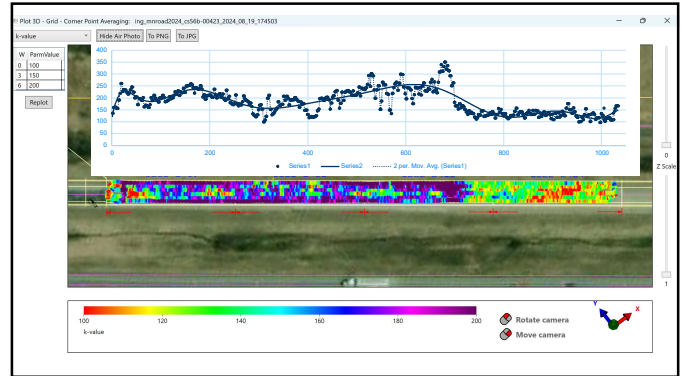 Plot 3D - Grid - Corner Point Averaging: ing_mnroad2024_cs56b-00423_2024_08_19_174503
k-value
Hide Air Photo To PNG To JPG
W ParmValue
0 100
3 150
6 200
Replot
400
350
300
250
200
150
100
50
0
0 200 400 600 800 1000
Series1 Series2 2 per. Mov. Avg. (Series1)
0
Z Scale
1
100 120 140 160 180 200
k-value
Rotate camera
Move camera
Y
X